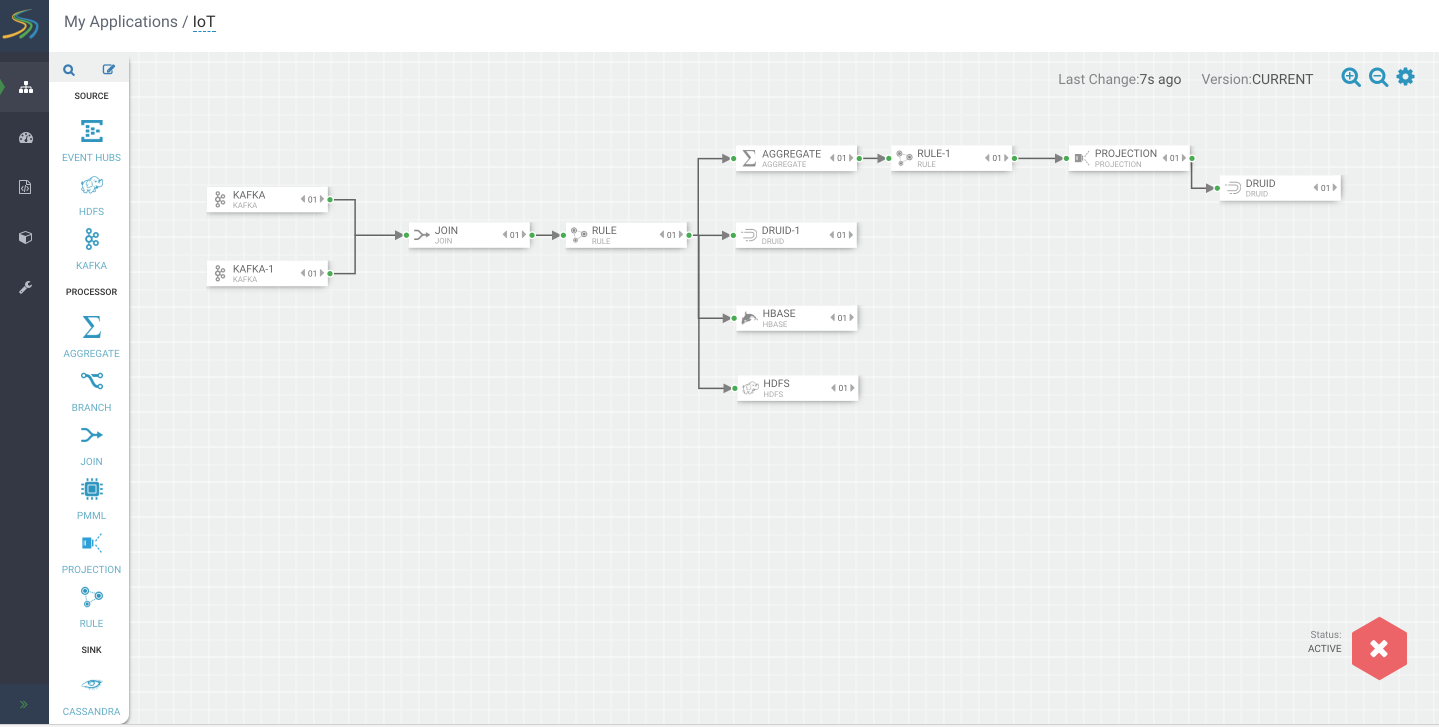 My Applications / IoT
Last Change:7s ago Version:CURRENT
SOURCE
EVENT HUBS
HDFS
KAFKA
PROCESSOR
AGGREGATE
BRANCH
JOIN
PMML
PROJECTION
RULE
SINK
CASSANDRA
KAFKA 01
KAFKA
KAFKA-1 01
KAFKA
JOIN 01
JOIN
RULE 01
RULE
AGGREGATE 01
AGGREGATE
RULE-1 01
RULE
PROJECTION 01
PROJECTION
DRUID 01
DRUID
DRUID-1 01
DRUID
HBASE 01
HBASE
HDFS 01
HDFS
Status:
ACTIVE